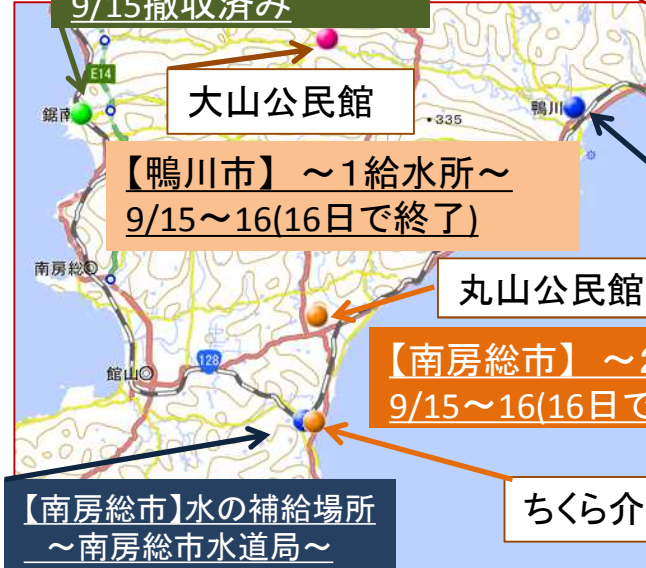 9/15撤収済み
E14
鋸南
大山公民館
・335
鴨川
【鴨川市】 ～１給水所～
9/15～16(16日で終了)
南房総
丸山公民館
128
【南房総市】 ～2
9/15～16(16日で
館山
【南房総市】水の補給場所
～南房総市水道局～
ちくら介